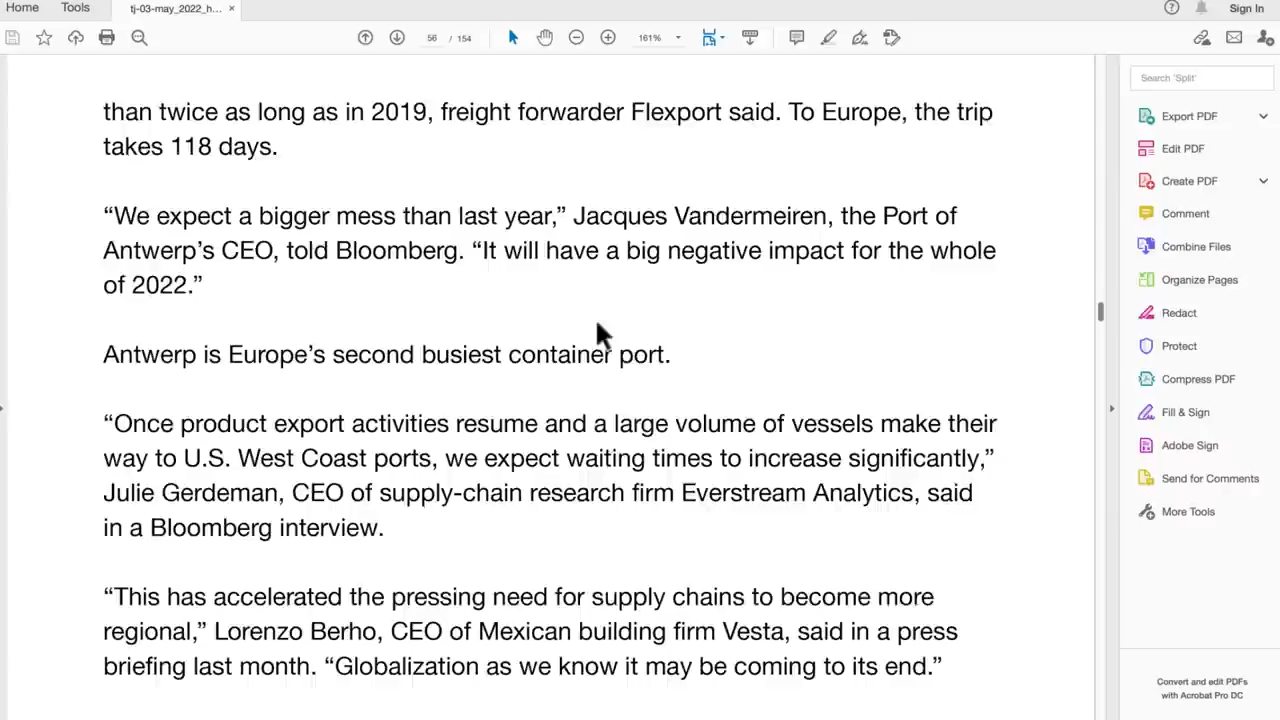 Home Tools tj-03-may_2022_h... × Sign In
56 / 154 161%
than twice as long as in 2019, freight forwarder Flexport said. To Europe, the trip
takes 118 days.
“We expect a bigger mess than last year,” Jacques Vandermeiren, the Port of
Antwerp’s CEO, told Bloomberg. “It will have a big negative impact for the whole
of 2022.”
Antwerp is Europe’s second busiest container port.
“Once product export activities resume and a large volume of vessels make their
way to U.S. West Coast ports, we expect waiting times to increase significantly,”
Julie Gerdeman, CEO of supply-chain research firm Everstream Analytics, said
in a Bloomberg interview.
“This has accelerated the pressing need for supply chains to become more
regional,” Lorenzo Berho, CEO of Mexican building firm Vesta, said in a press
briefing last month. “Globalization as we know it may be coming to its end.”
Search 'Split'
Export PDF
Edit PDF
Create PDF
Comment
Combine Files
Organize Pages
Redact
Protect
Compress PDF
Fill & Sign
Adobe Sign
Send for Comments
More Tools
Convert and edit PDFs
with Acrobat Pro DC